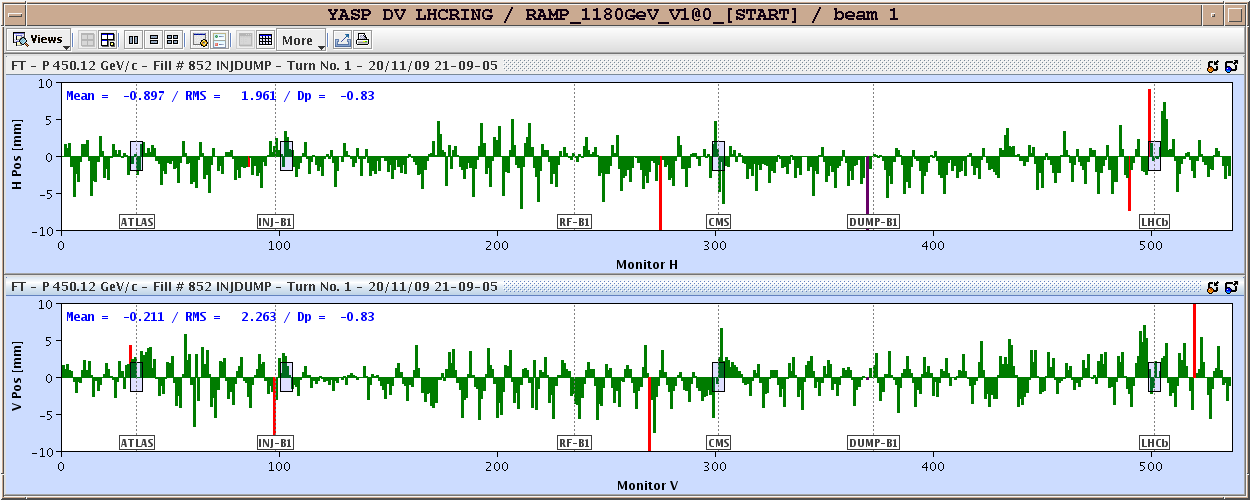 YASP DV LHCRING / RAMP_1180GeV_V1@0_[START] / beam 1
Views More
FT - P 450.12 GeV/c - Fill # 852 INJDUMP - Turn No. 1 - 20/11/09 21-09-05
Mean = -0.897 / RMS = 1.961 / Dp = -0.83
H Pos [mm]
10
5
0
-5
-10
ATLAS INJ-B1 RF-B1 CMS DUMP-B1 LHCb
0 100 200 300 400 500
Monitor H
FT - P 450.12 GeV/c - Fill # 852 INJDUMP - Turn No. 1 - 20/11/09 21-09-05
Mean = -0.211 / RMS = 2.263 / Dp = -0.83
V Pos [mm]
10
5
0
-5
-10
ATLAS INJ-B1 RF-B1 CMS DUMP-B1 LHCb
0 100 200 300 400 500
Monitor V